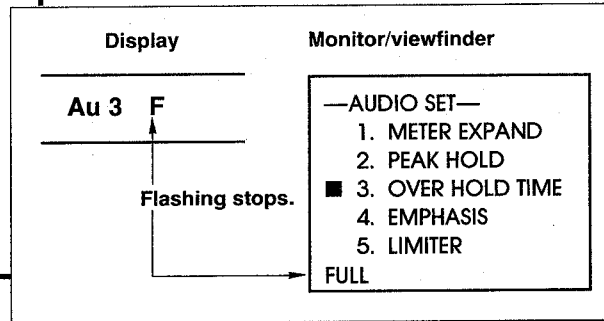 Display
Monitor/viewfinder
Au 3 F
Flashing stops.
—AUDIO SET—
1. METER EXPAND
2. PEAK HOLD
■ 3. OVER HOLD TIME
4. EMPHASIS
5. LIMITER
FULL